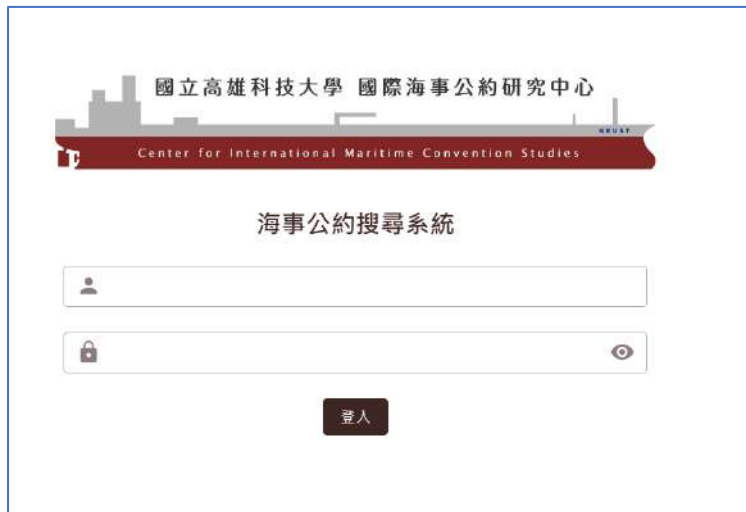 國立高雄科技大學 國際海事公約研究中心
NKUST
Center for International Maritime Convention Studies
海事公約搜尋系統
登入